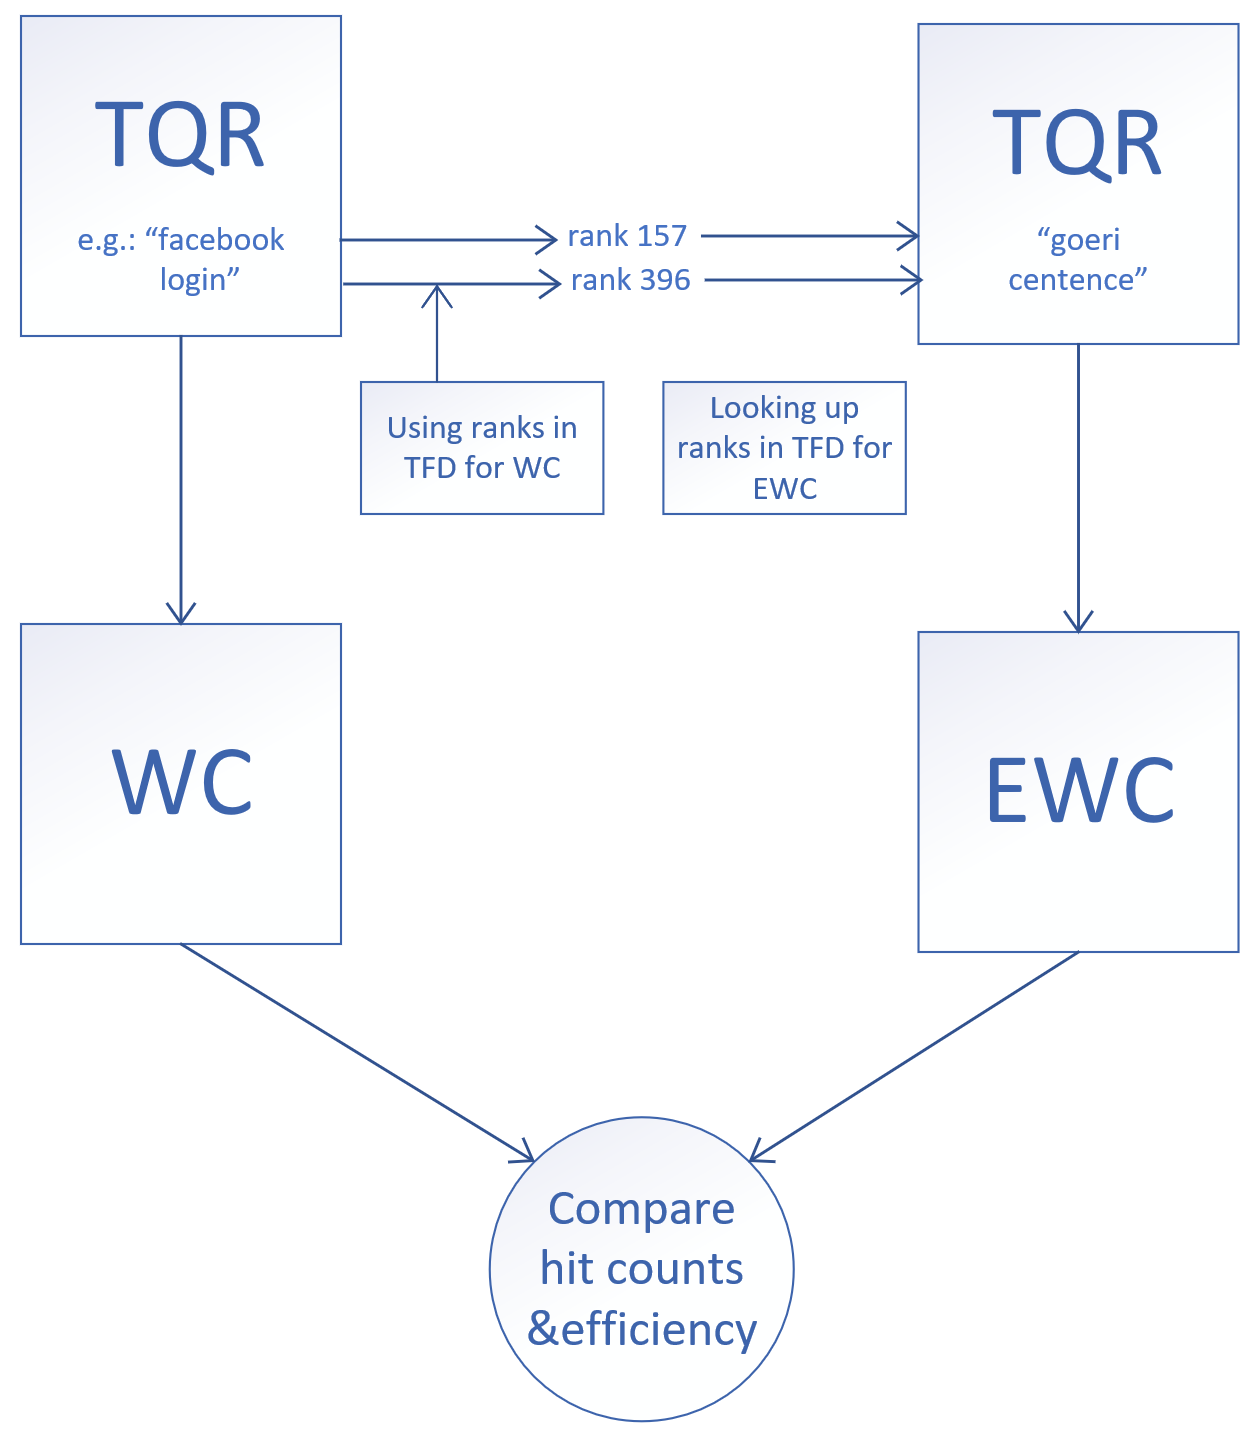 TQR
e.g.: “facebook
login”
rank 157
rank 396
TQR
“goeri
centence”
Using ranks in
TFD for WC
Looking up
ranks in TFD for
EWC
WC
EWC
Compare
hit counts
&efficiency